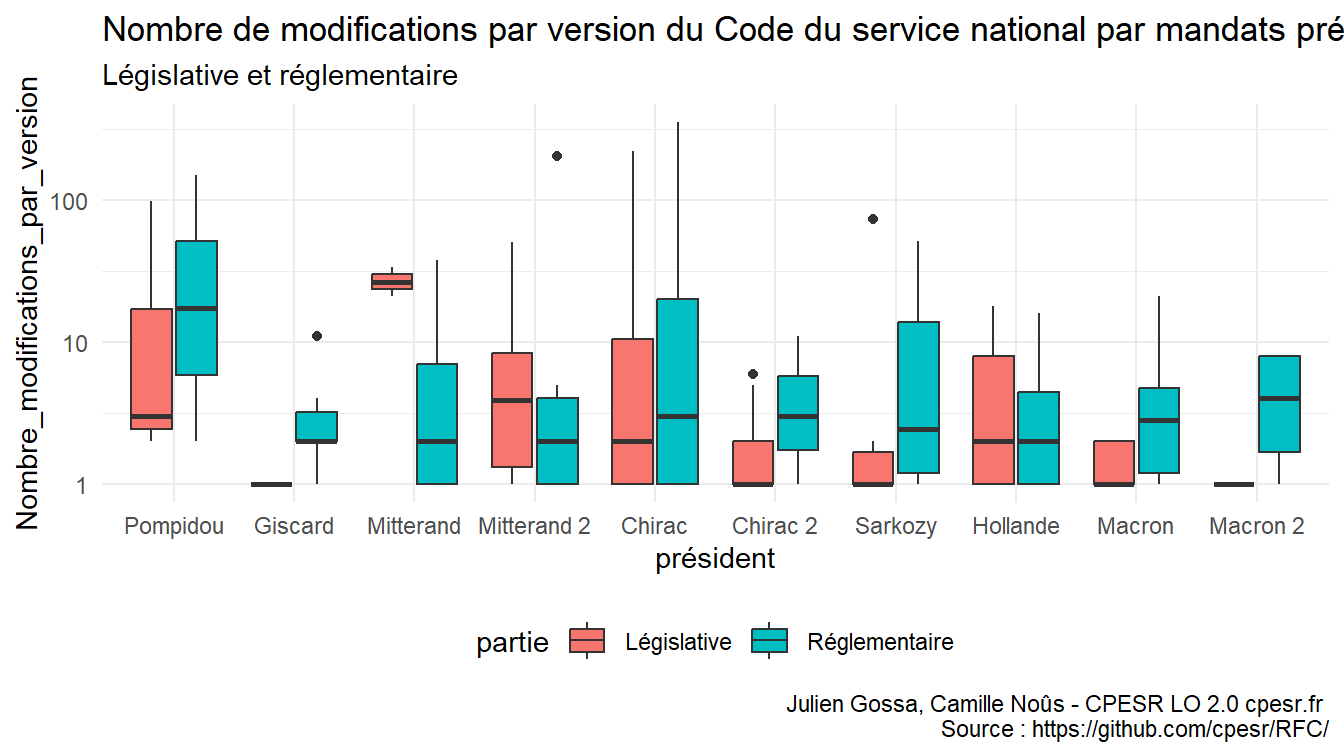 Nombre de modifications par version du Code du service national par mandats pré
Législative et réglementaire
Nombre_modifications_par_version
100
10
1
Pompidou Giscard Mitterand Mitterand 2 Chirac Chirac 2 Sarkozy Hollande Macron Macron 2
président
partie Législative Réglementaire
Julien Gossa, Camille Noûs - CPESR LO 2.0 cpesr.fr
Source : https://github.com/cpesr/RFC/